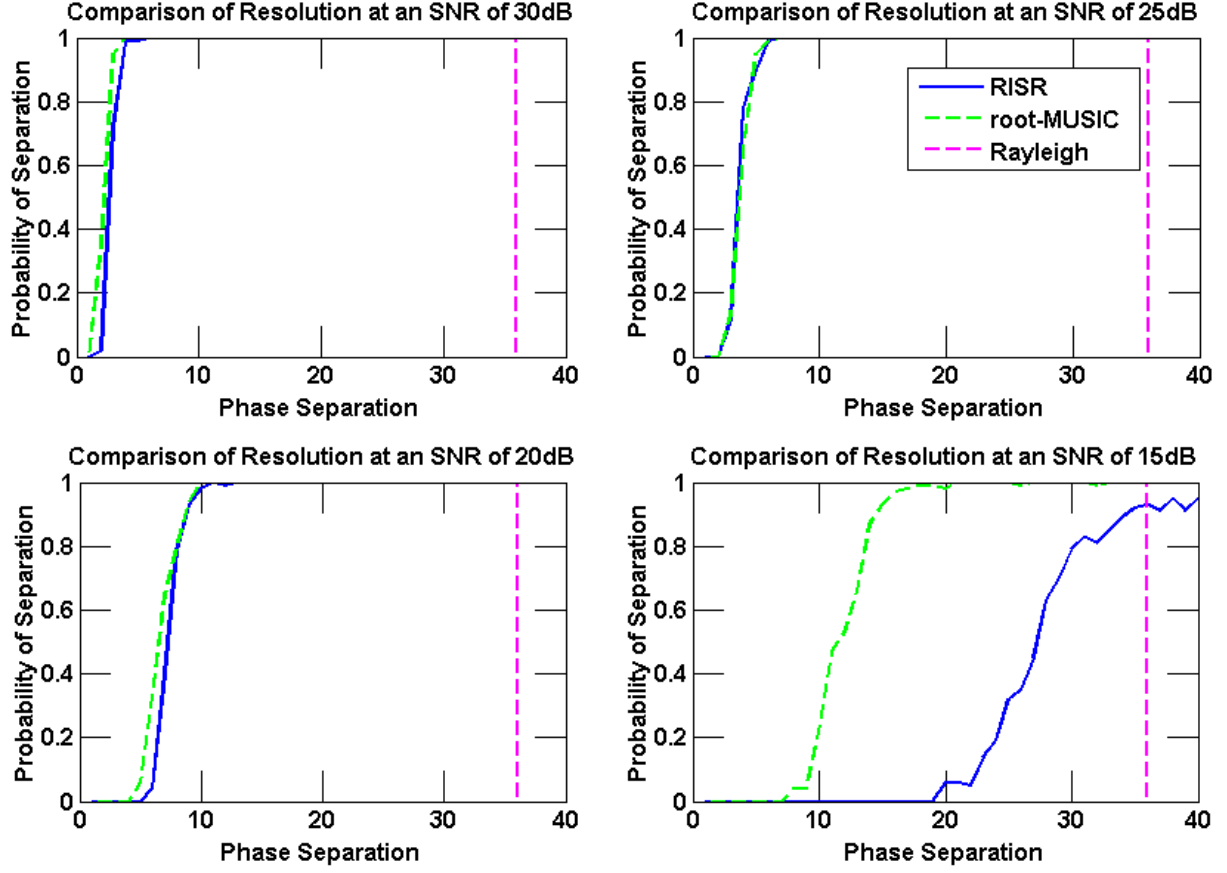 Comparison of Resolution at an SNR of 30dB
Probability of Separation
1
0.8
0.6
0.4
0.2
0
0 10 20 30 40
Phase Separation
Comparison of Resolution at an SNR of 25dB
Probability of Separation
1
0.8
0.6
0.4
0.2
0
RISR
root-MUSIC
Rayleigh
0 10 20 30 40
Phase Separation
Comparison of Resolution at an SNR of 20dB
Probability of Separation
1
0.8
0.6
0.4
0.2
0
0 10 20 30 40
Phase Separation
Comparison of Resolution at an SNR of 15dB
Probability of Separation
1
0.8
0.6
0.4
0.2
0
0 10 20 30 40
Phase Separation